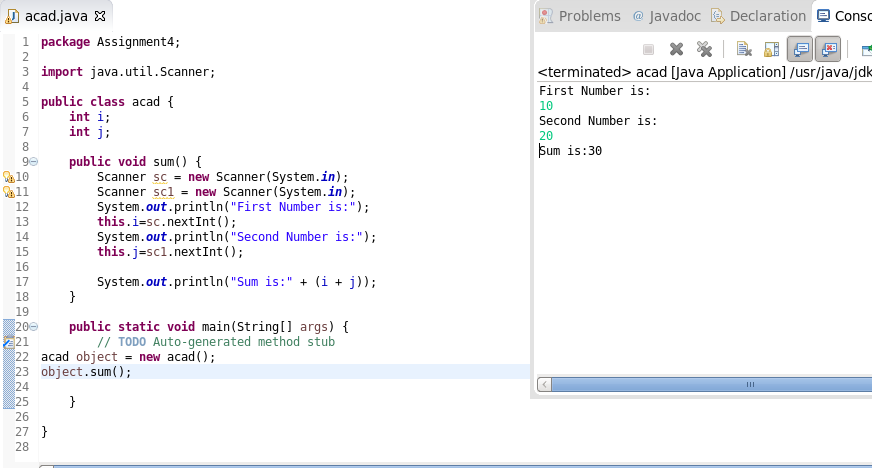 acad.java
1 package Assignment4;
2
3 import java.util.Scanner;
4
5 public class acad {
6 int i;
7 int j;
8
9 public void sum() {
10 Scanner sc = new Scanner(System.in);
11 Scanner sc1 = new Scanner(System.in);
12 System.out.println("First Number is:");
13 this.i=sc.nextInt();
14 System.out.println("Second Number is:");
15 this.j=sc1.nextInt();
16
17 System.out.println("Sum is:" + (i + j));
18 }
19
20 public static void main(String[] args) {
21 // TODO Auto-generated method stub
22 acad object = new acad();
23 object.sum();
24
25 }
26
27 }
28
Problems @ Javadoc Declaration Conso
<terminated> acad [Java Application] /usr/java/jdk
First Number is:
10
Second Number is:
20
Sum is:30